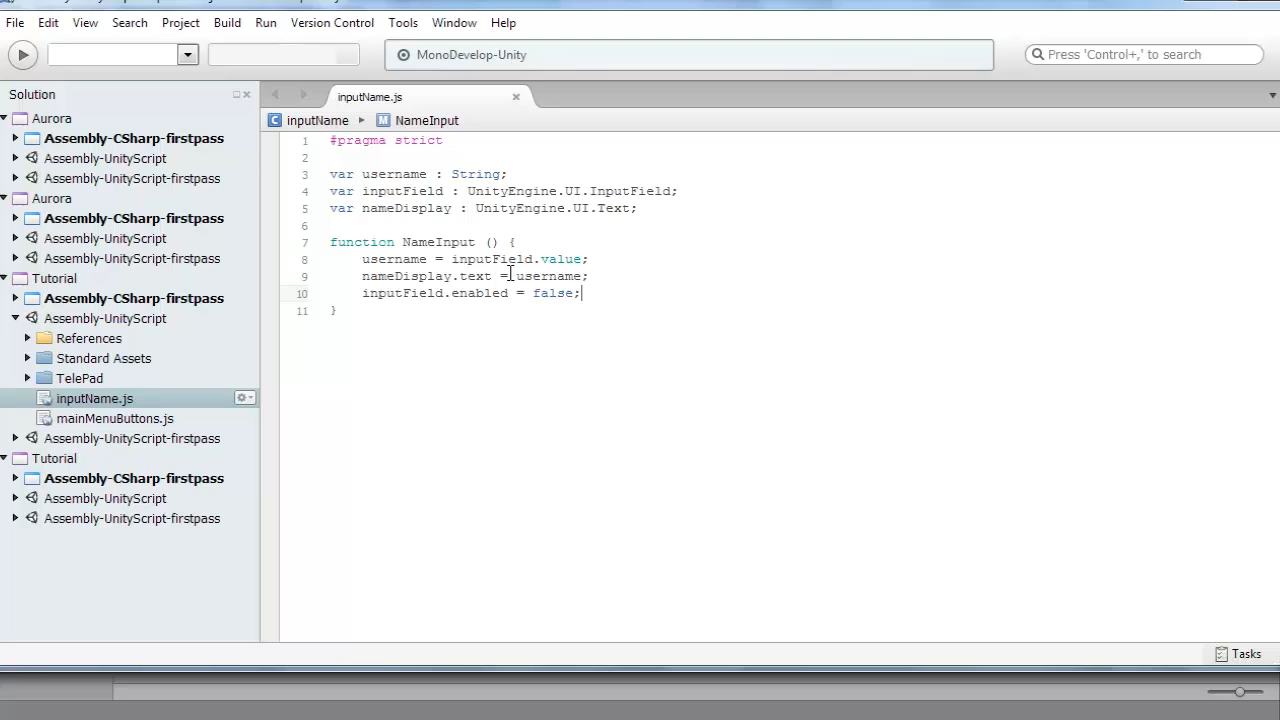 File Edit View Search Project Build Run Version Control Tools Window Help
MonoDevelop-Unity
Press 'Control+,' to search
Solution
Aurora
Assembly-CSharp-firstpass
Assembly-UnityScript
Assembly-UnityScript-firstpass
Aurora
Assembly-CSharp-firstpass
Assembly-UnityScript
Assembly-UnityScript-firstpass
Tutorial
Assembly-CSharp-firstpass
Assembly-UnityScript
References
Standard Assets
TelePad
inputName.js
mainMenuButtons.js
Assembly-UnityScript-firstpass
Tutorial
Assembly-CSharp-firstpass
Assembly-UnityScript
Assembly-UnityScript-firstpass
inputName.js
C inputName M NameInput
1 #pragma strict
2
3 var username : String;
4 var inputField : UnityEngine.UI.InputField;
5 var nameDisplay : UnityEngine.UI.Text;
6
7 function NameInput () {
8 username = inputField.value;
9 nameDisplay.text = username;
10 inputField.enabled = false;
11 }
Tasks